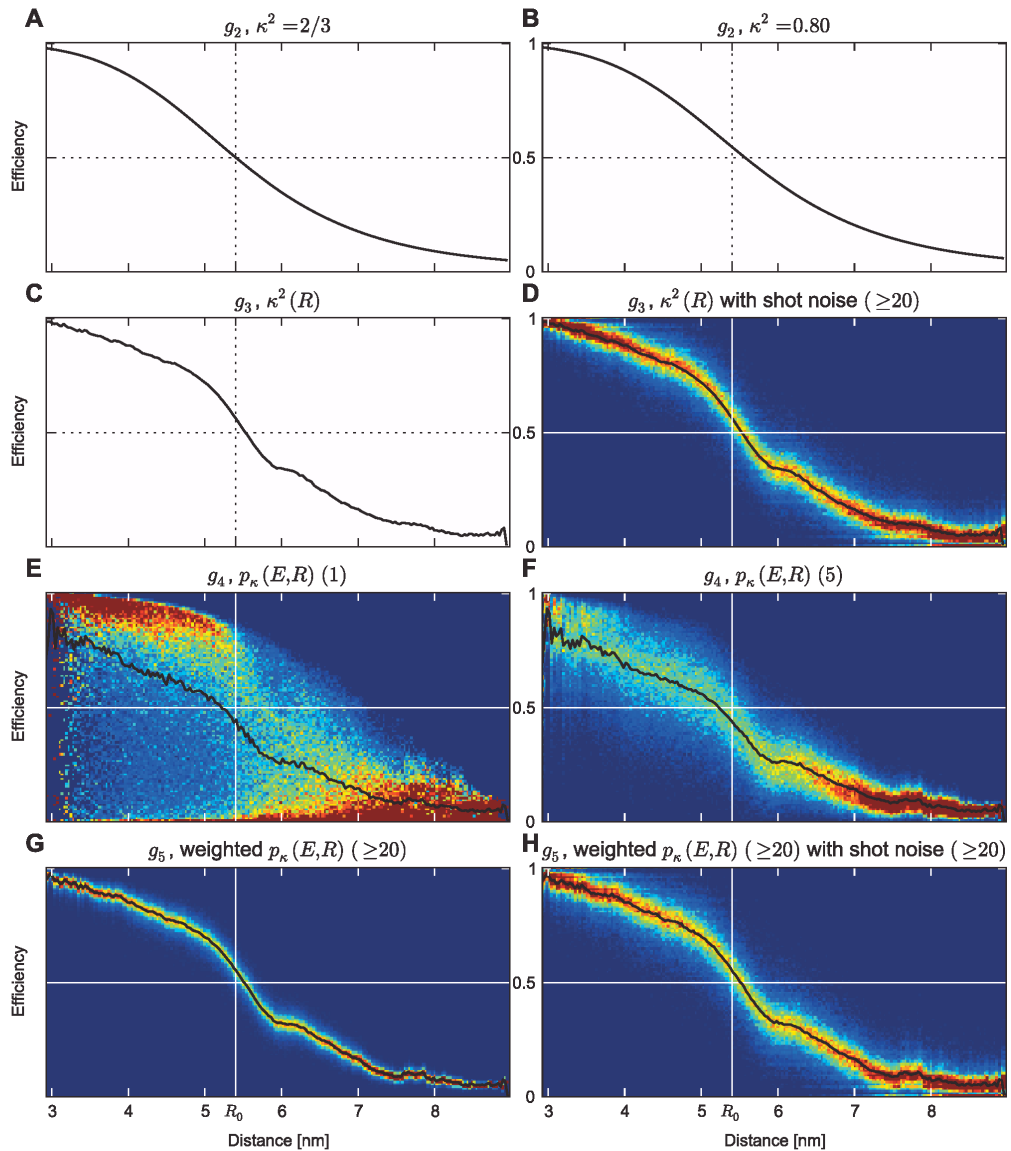 A
g₂, κ² = 2/3
B
g₂, κ² = 0.80
Efficiency
1
0.5
0
C
g₃, κ²(R)
D
g₃, κ²(R) with shot noise (≥20)
Efficiency
1
0.5
0
E
g₄, pκ(E,R) (1)
F
g₄, pκ(E,R) (5)
Efficiency
1
0.5
0
G
g₅, weighted pκ(E,R) (≥20)
H
g₅, weighted pκ(E,R) (≥20) with shot noise (≥20)
Efficiency
1
0.5
0
3 4 5 R₀ 6 7 8
3 4 5 R₀ 6 7 8
Distance [nm]
Distance [nm]